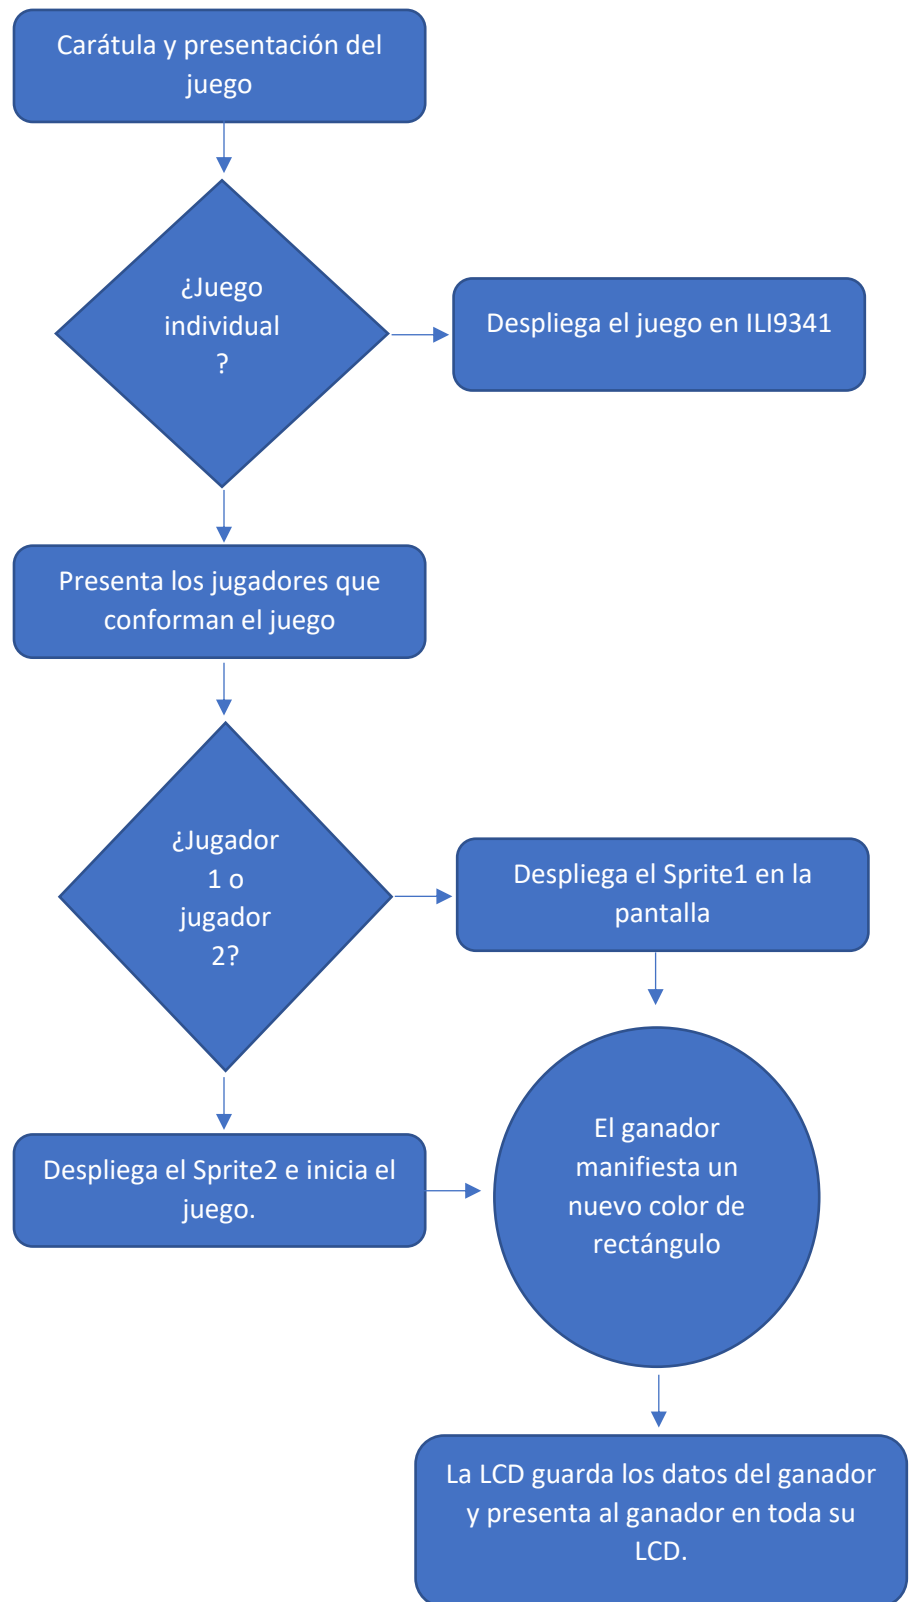 Carátula y presentación del
juego
¿Juego
individual
?
Despliega el juego en ILI9341
Presenta los jugadores que
conforman el juego
¿Jugador
1 o
jugador
2?
Despliega el Sprite1 en la
pantalla
Despliega el Sprite2 e inicia el
juego.
El ganador
manifiesta un
nuevo color de
rectángulo
La LCD guarda los datos del ganador
y presenta al ganador en toda su
LCD.